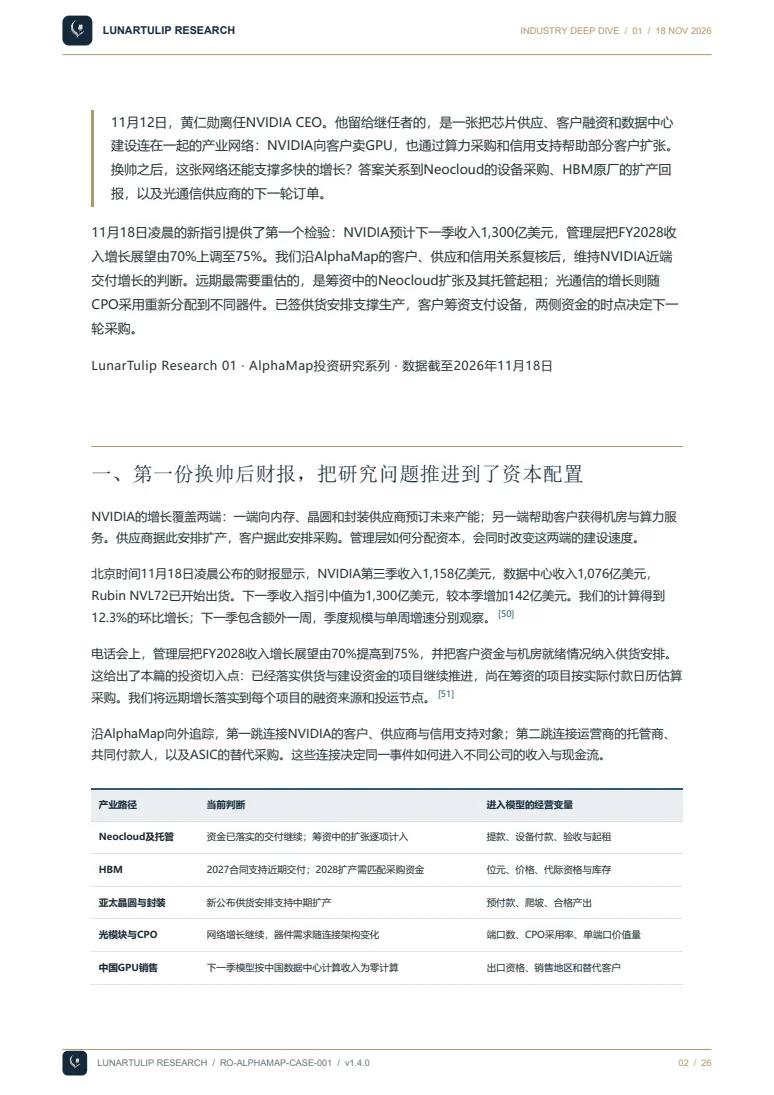 LUNARTULIP RESEARCH
INDUSTRY DEEP DIVE / 01 / 18 NOV 2026
11月12日，黄仁勋离任NVIDIA CEO。他留给继任者的，是一张把芯片供应、客户融资和数据中心
建设连在一起的产业网络：NVIDIA向客户卖GPU，也通过算力采购和信用支持帮助部分客户扩张。
换帅之后，这张网络还能支撑多快的增长？答案关系到Neocloud的设备采购、HBM原厂的扩产回
报，以及光通信供应商的下一轮订单。
11月18日凌晨的新指引提供了第一个检验：NVIDIA预计下一季收入1,300亿美元，管理层把FY2028收
入增长展望由70%上调至75%。我们沿AlphaMap的客户、供应和信用关系复核后，维持NVIDIA近端
交付增长的判断。远期最需要重估的，是筹资中的Neocloud扩张及其托管起租；光通信的增长则随
CPO采用重新分配到不同器件。已签供货安排支撑生产，客户筹资支付设备，两侧资金的时点决定下一
轮采购。
LunarTulip Research 01 · AlphaMap投资研究系列 · 数据截至2026年11月18日
一、第一份换帅后财报，把研究问题推进到了资本配置
NVIDIA的增长覆盖两端：一端向内存、晶圆和封装供应商预订未来产能；另一端帮助客户获得机房与算力服
务。供应商据此安排扩产，客户据此安排采购。管理层如何分配资本，会同时改变这两端的建设速度。
北京时间11月18日凌晨公布的财报显示，NVIDIA第三季收入1,158亿美元，数据中心收入1,076亿美元，
Rubin NVL72已开始出货。下一季收入指引中值为1,300亿美元，较本季增加142亿美元。我们的计算得到
12.3%的环比增长；下一季包含额外一周，季度规模与单周增速分别观察。[50]
电话会上，管理层把FY2028收入增长展望由70%提高到75%，并把客户资金与机房就绪情况纳入供货安排。
这给出了本篇的投资切入点：已经落实供货与建设资金的项目继续推进，尚在筹资的项目按实际付款日历估算
采购。我们将远期增长落实到每个项目的融资来源和投运节点。[51]
沿AlphaMap向外追踪，第一跳连接NVIDIA的客户、供应商与信用支持对象；第二跳连接运营商的托管商、
共同付款人，以及ASIC的替代采购。这些连接决定同一事件如何进入不同公司的收入与现金流。
产业路径 当前判断 进入模型的经营变量
Neocloud及托管 资金已落实的交付继续；筹资中的扩张逐项计入 提款、设备付款、验收与起租
HBM 2027合同支持近期交付；2028扩产需匹配采购资金 位元、价格、代际资格与库存
亚太晶圆与封装 新公布供货安排支持中期扩产 预付款、爬坡、合格产出
光模块与CPO 网络增长继续，器件需求随连接架构变化 端口数、CPO采用率、单端口价值量
中国GPU销售 下一季模型按中国数据中心计算收入为零计算 出口资格、销售地区和替代客户
LUNARTULIP RESEARCH / RO-ALPHAMAP-CASE-001 / v1.4.0
02 / 26